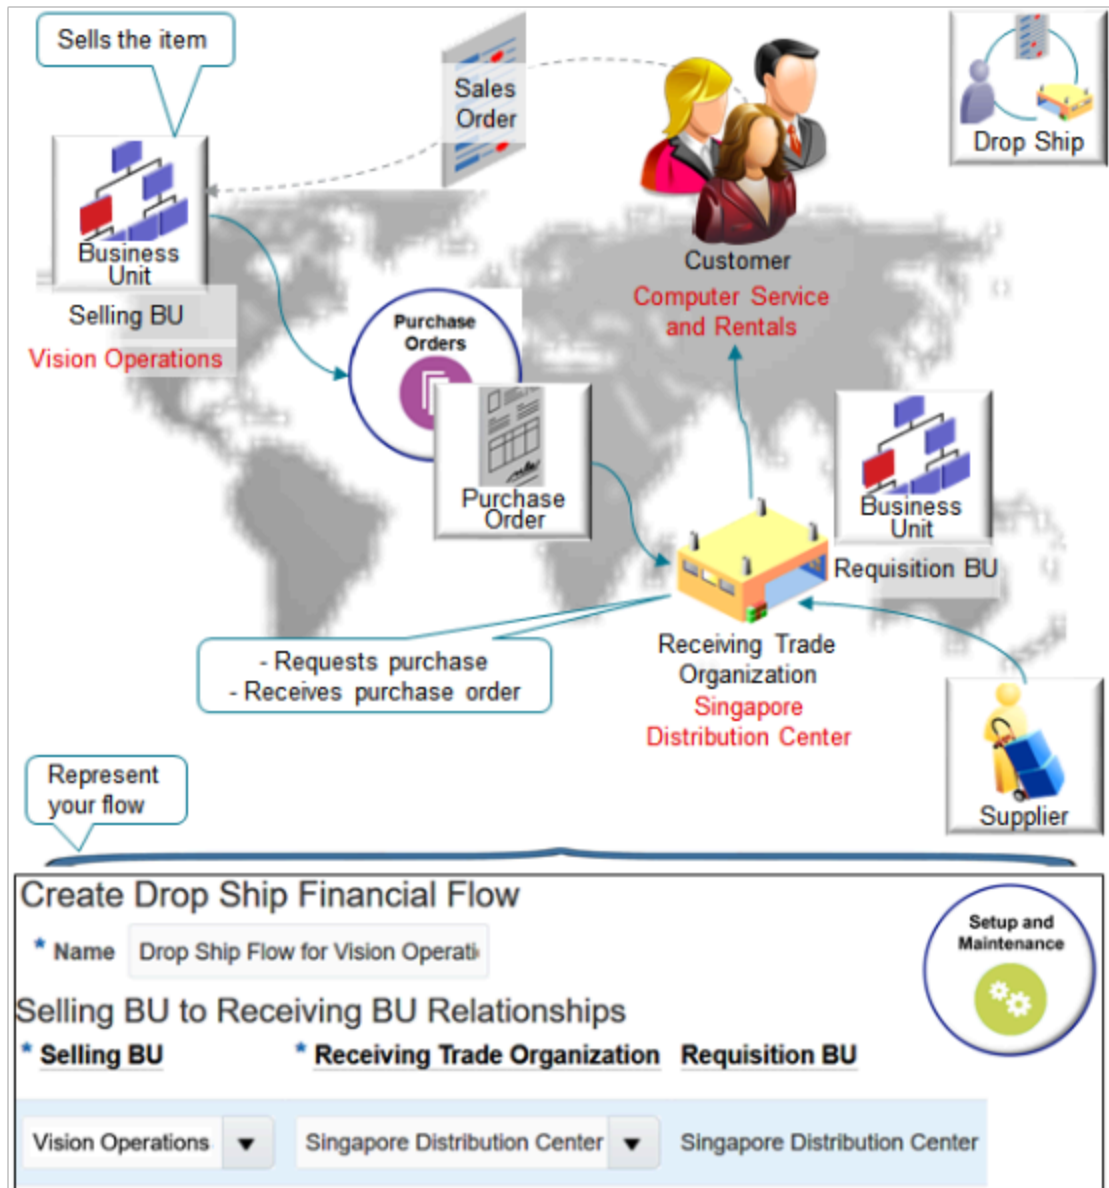 Sells the item
Sales
Order
Drop Ship
Business
Unit
Selling BU
Vision Operations
Customer
Computer Service
and Rentals
Purchase
Orders
Purchase
Order
Business
Unit
Requisition BU
- Requests purchase
- Receives purchase order
Receiving Trade
Organization
Singapore
Distribution Center
Supplier
Represent
your flow
Create Drop Ship Financial Flow
* Name Drop Ship Flow for Vision Operati
Setup and
Maintenance
Selling BU to Receiving BU Relationships
* Selling BU * Receiving Trade Organization Requisition BU
Vision Operations Singapore Distribution Center Singapore Distribution Center